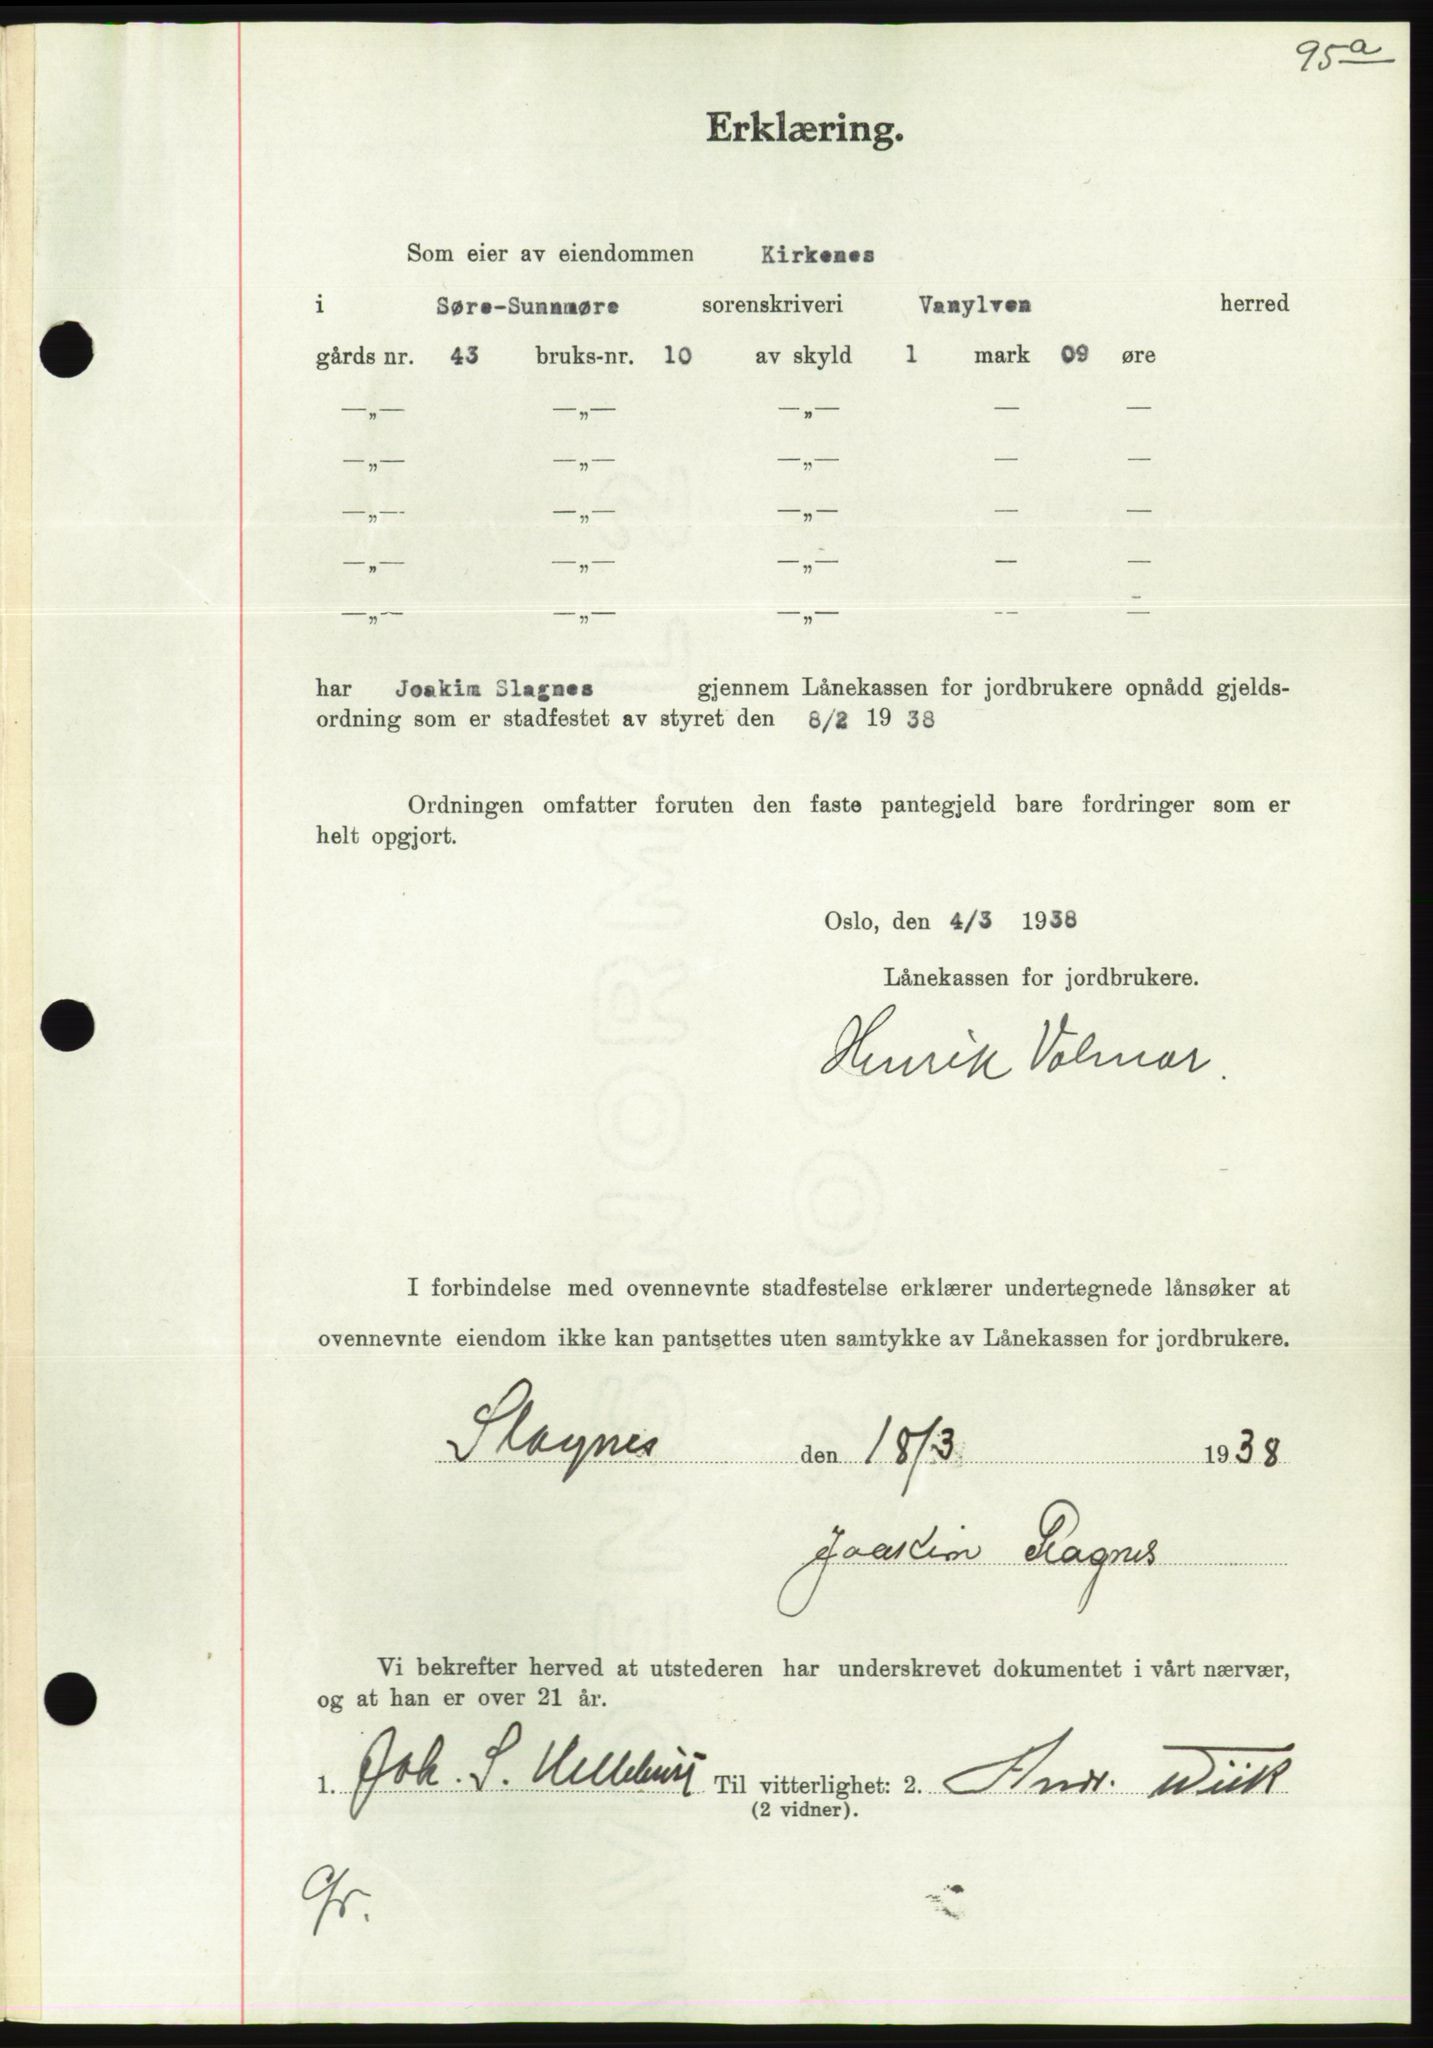 95a
Erklæring.
Som eier av eiendommen Kirkenes
i Søre-Sunnmøre sorenskriveri Vanylven herred
gårds nr. 43 bruks-nr. 10 av skyld 1 mark 09 øre
—„— —„— —„— — —
—„— —„— —„— — —
—„— —„— —„— — —
—„— —„— —„— — —
—„— —„— —„— — —
har Joakim Slagnes gjennem Lånekassen for jordbrukere opnådd gjelds-
ordning som er stadfestet av styret den 8/2 19 38
Ordningen omfatter foruten den faste pantegjeld bare fordringer som er
helt opgjort.
Oslo, den 4/3 1938
Lånekassen for jordbrukere.
Henrik Volmar.
I forbindelse med ovennevnte stadfestelse erklærer undertegnede lånsøker at
ovennevnte eiendom ikke kan pantsettes uten samtykke av Lånekassen for jordbrukere.
Slagnes den 18/3 1938
Joakim Slagnes
Vi bekrefter herved at utstederen har underskrevet dokumentet i vårt nærvær,
og at han er over 21 år.
1. Joh. S. Til vitterlighet: 2. Andr. Wiik
(2 vidner).